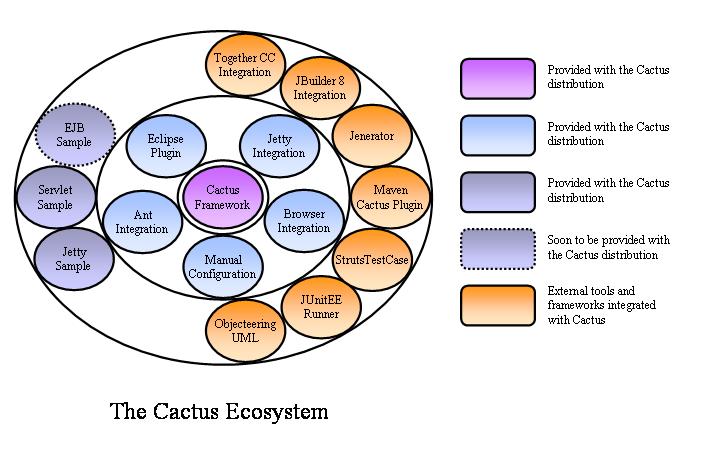 Together CC
Integration
JBuilder 8
Integration
Jenerator
Maven
Cactus Plugin
StrutsTestCase
JUnitEE
Runner
Objecteering
UML
EJB
Sample
Servlet
Sample
Jetty
Sample
Eclipse
Plugin
Jetty
Integration
Ant
Integration
Browser
Integration
Manual
Configuration
Cactus
Framework
Provided with the Cactus
distribution
Provided with the Cactus
distribution
Provided with the Cactus
distribution
Soon to be provided with
the Cactus distribution
External tools and
frameworks integrated
with Cactus
The Cactus Ecosystem